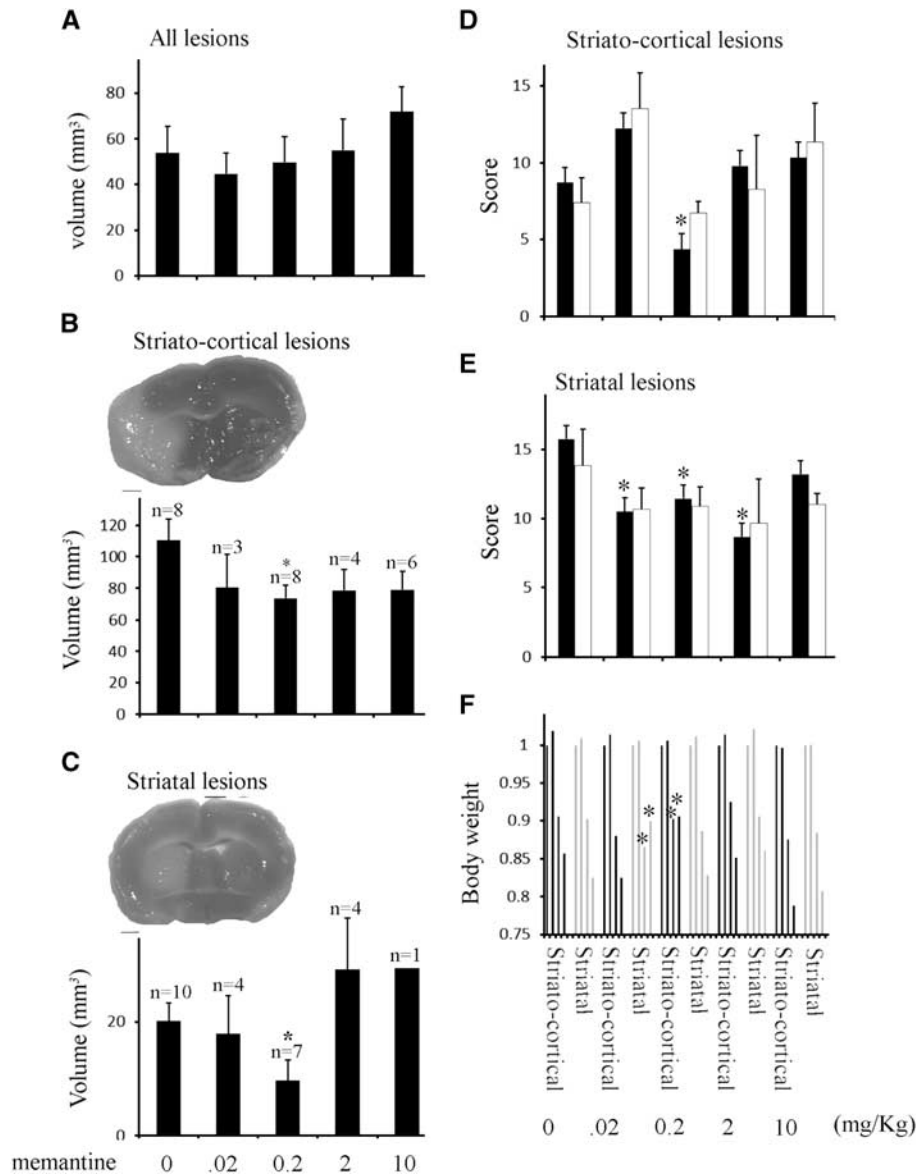 A
All lesions
volume (mm³)
80
60
40
20
0
B
Striato-cortical lesions
Volume (mm³)
120
100
80
60
40
20
0
n=8
n=3
*
n=8
n=4
n=6
C
Striatal lesions
Volume (mm³)
20
0
n=10
n=4
*
n=7
n=4
n=1
memantine 0 .02 0.2 2 10
D
Striato-cortical lesions
Score
15
10
5
0
*
E
Striatal lesions
Score
15
10
5
0
*
*
*
F
Body weight
1
0.95
0.9
0.85
0.8
0.75
*
*
*
*
Striato-cortical
Striatal
Striato-cortical
Striatal
Striato-cortical
Striatal
Striato-cortical
Striatal
Striato-cortical
Striatal
0 .02 0.2 2 10 (mg/Kg)